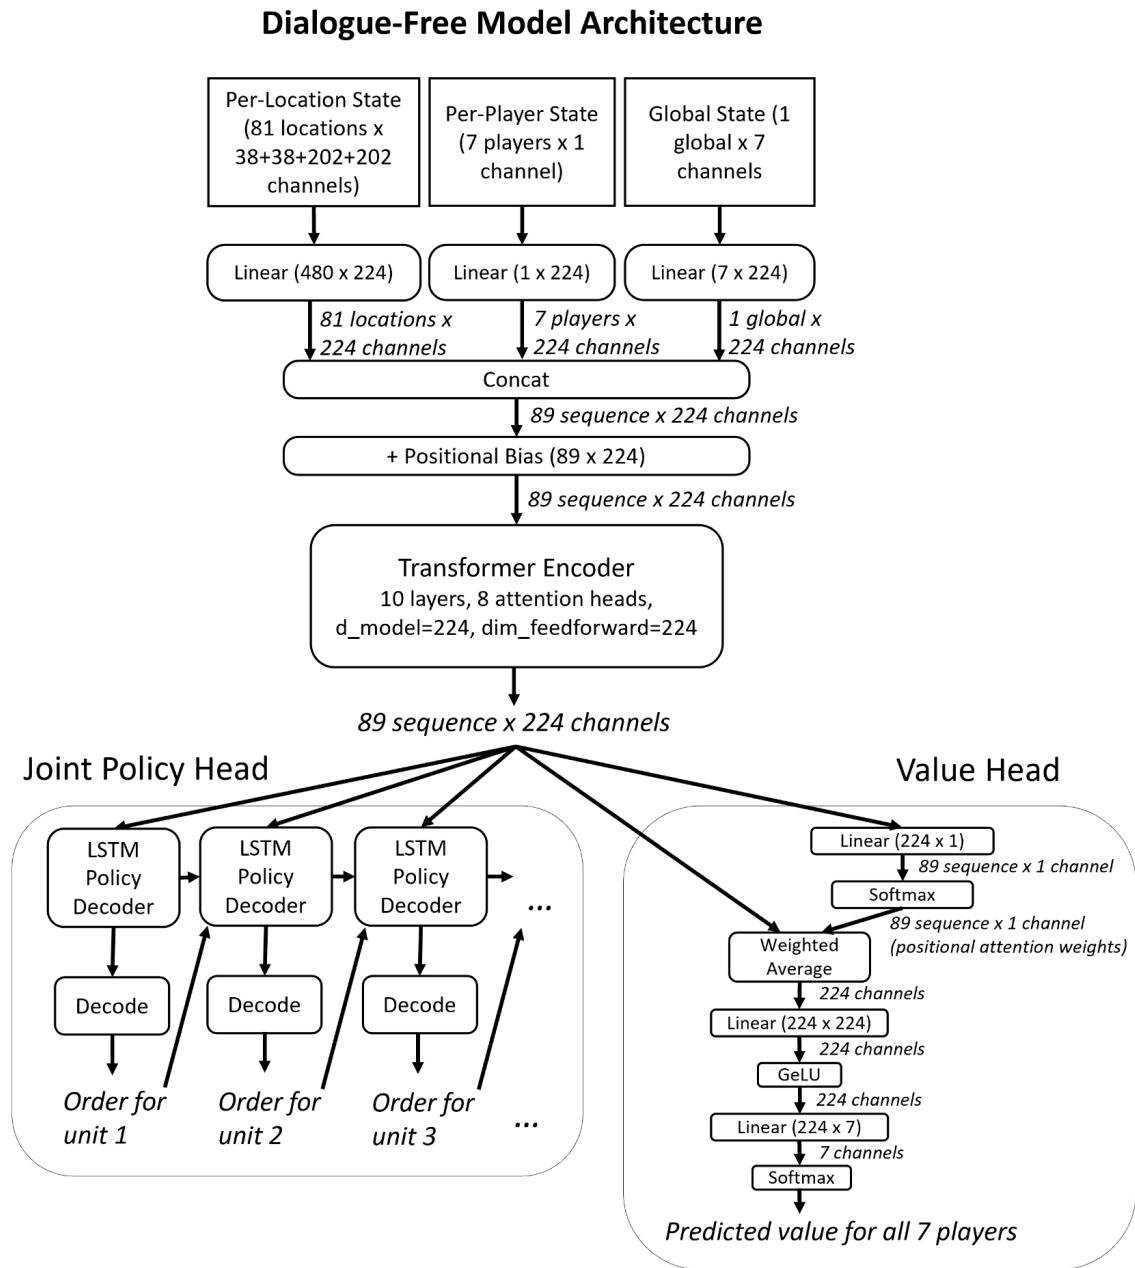 Dialogue-Free Model Architecture
Per-Location State
(81 locations x
38+38+202+202
channels)
Per-Player State
(7 players x 1
channel)
Global State (1
global x 7
channels
Linear (480 x 224)
Linear (1 x 224)
Linear (7 x 224)
81 locations x
224 channels
7 players x
224 channels
1 global x
224 channels
Concat
89 sequence x 224 channels
+ Positional Bias (89 x 224)
89 sequence x 224 channels
Transformer Encoder
10 layers, 8 attention heads,
d_model=224, dim_feedforward=224
89 sequence x 224 channels
Joint Policy Head
LSTM
Policy
Decoder
LSTM
Policy
Decoder
LSTM
Policy
Decoder
...
Decode
Decode
Decode
Order for
unit 1
Order for
unit 2
Order for
unit 3
...
Value Head
Linear (224 x 1)
89 sequence x 1 channel
Softmax
89 sequence x 1 channel
(positional attention weights)
Weighted
Average
224 channels
Linear (224 x 224)
224 channels
GeLU
224 channels
Linear (224 x 7)
7 channels
Softmax
Predicted value for all 7 players